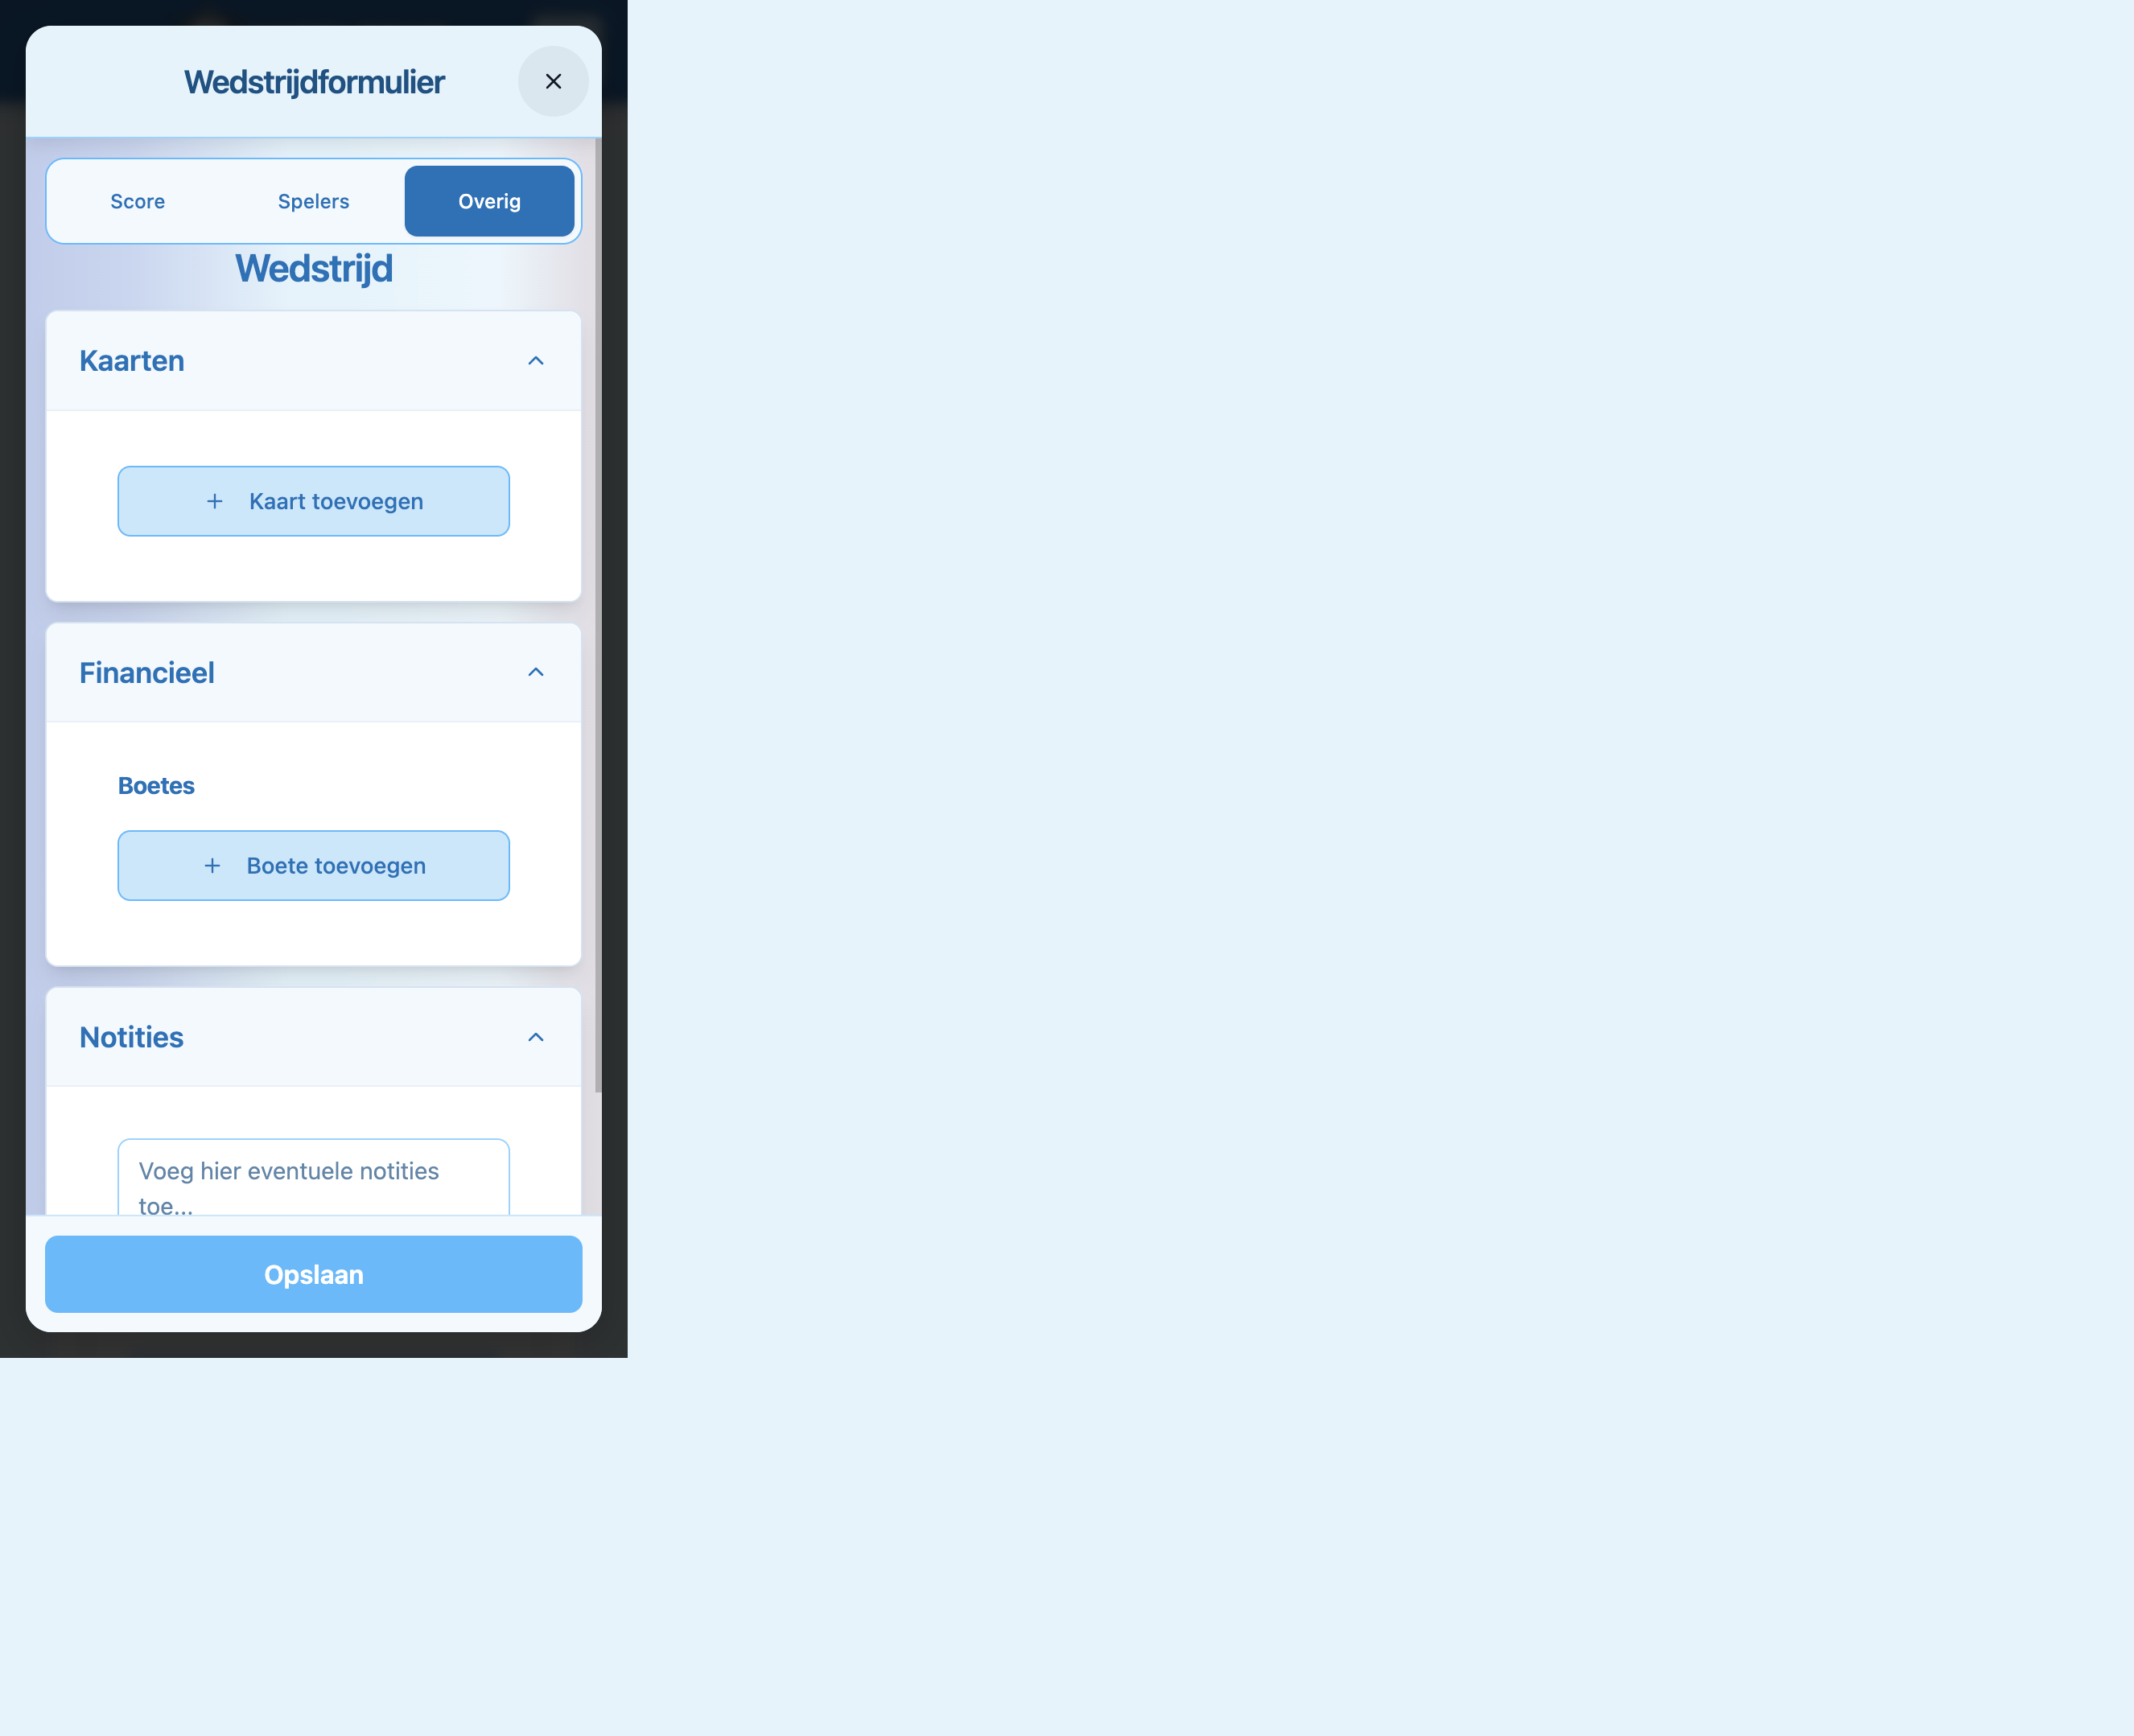 Wedstrijdformulier
Score
Spelers
Overig
Wedstrijd
Kaarten
+ Kaart toevoegen
Financieel
Boetes
+ Boete toevoegen
Notities
Voeg hier eventuele notities
toe...
Opslaan